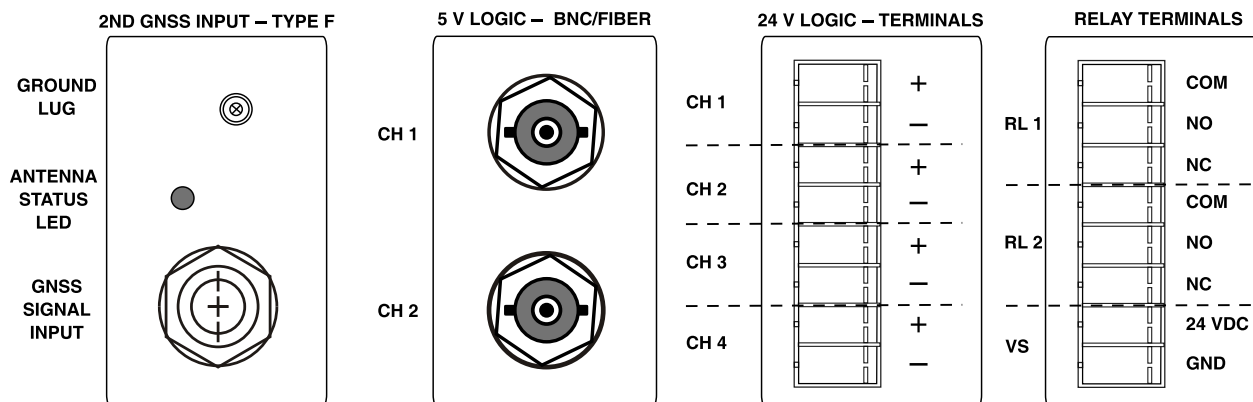 2ND GNSS INPUT – TYPE F
GROUND
LUG
ANTENNA
STATUS
LED
GNSS
SIGNAL
INPUT
5 V LOGIC – BNC/FIBER
CH 1
CH 2
24 V LOGIC – TERMINALS
CH 1
+
–
CH 2
+
–
CH 3
+
–
CH 4
+
–
RELAY TERMINALS
RL 1
COM
NO
NC
RL 2
COM
NO
NC
VS
24 VDC
GND